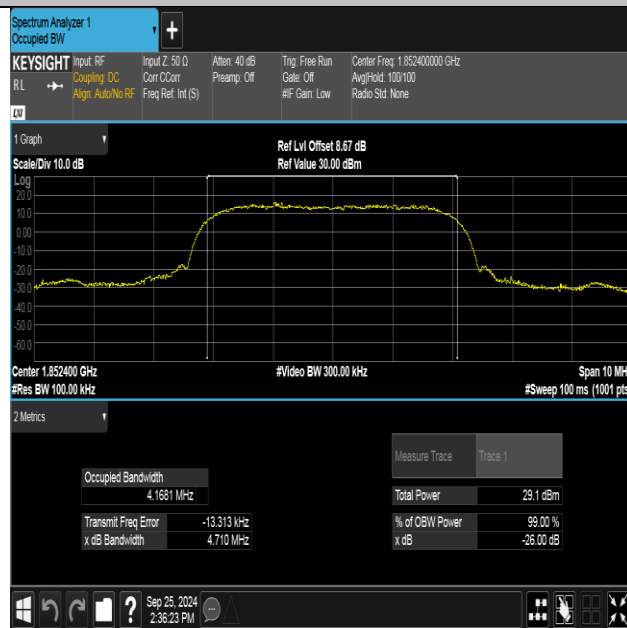 Spectrum Analyzer 1
Occupied BW
+
KEYSIGHT Input: RF Input Z: 50 Ω Atten: 40 dB Trig: Free Run Center Freq: 1.852400000 GHz
RL Coupling: DC Corr CCorr Preamp: Off Gate: Off Avg|Hold: 100/100
Align: Auto/No RF Freq Ref: Int (S) #IF Gain: Low Radio Std: None
LXI
1 Graph Ref Lvl Offset 8.67 dB
Scale/Div 10.0 dB Ref Value 30.00 dBm
Log
20.0
10.0
0.00
-10.0
-20.0
-30.0
-40.0
-50.0
-60.0
Center 1.852400 GHz #Video BW 300.00 kHz Span 10 MH
#Res BW 100.00 kHz #Sweep 100 ms (1001 pts
2 Metrics
Measure Trace Trace 1
Occupied Bandwidth
4.1681 MHz Total Power 29.1 dBm
Transmit Freq Error -13.313 kHz % of OBW Power 99.00 %
x dB Bandwidth 4.710 MHz x dB -26.00 dB
? Sep 25, 2024
2:36:23 PM